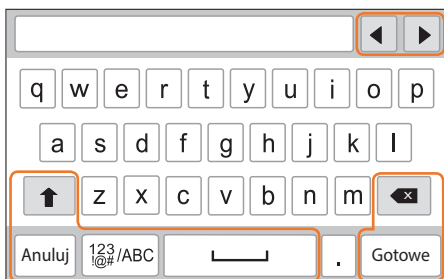 q w e r t y u i o p
a s d f g h j k l
z x c v b n m
Anuluj 123 !@# /ABC . Gotowe